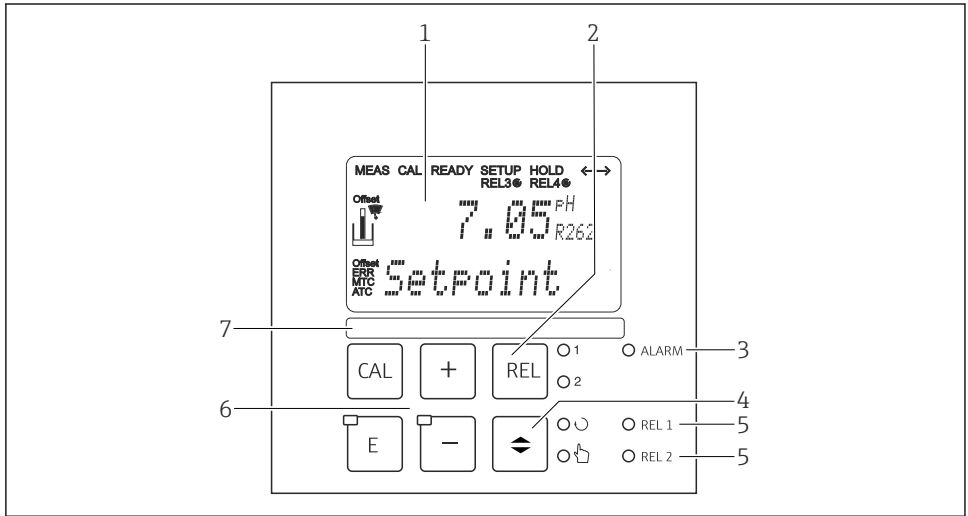 1
2
MEAS CAL READY SETUP HOLD
REL3 REL4
Offset
7.05 pH
R262
Offset
ERR
MTC
ATC
Setpoint
7
CAL
+
REL
1
2
ALARM
3
6
4
E
−
REL 1
5
REL 2
5